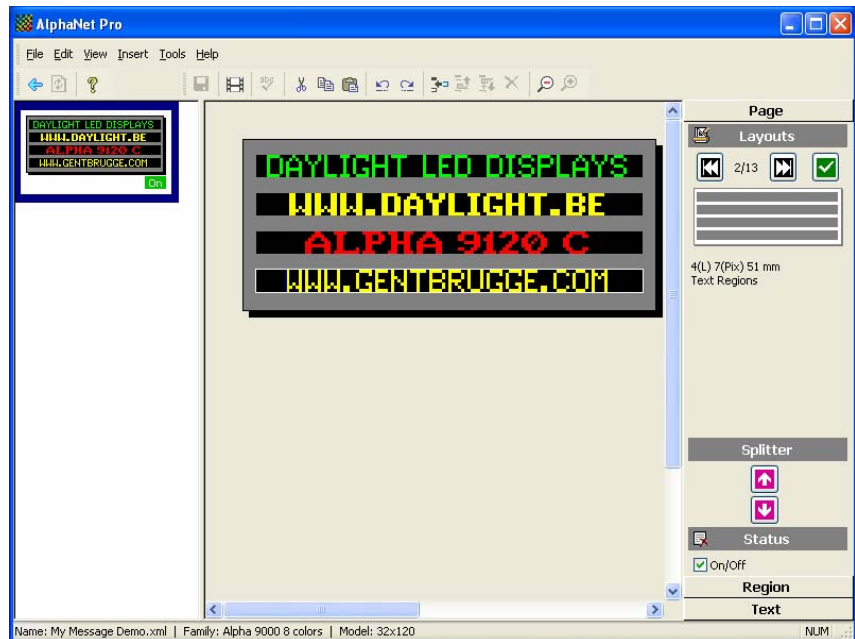 AlphaNet Pro
File Edit View Insert Tools Help
DAYLIGHT LED DISPLAYS
WWW.DAYLIGHT.BE
ALPHA 9120 C
WWW.GENTBRUGGE.COM
On
DAYLIGHT LED DISPLAYS
WWW.DAYLIGHT.BE
ALPHA 9120 C
WWW.GENTBRUGGE.COM
Page
Layouts
2/13
4(L) 7(Pix) 51 mm
Text Regions
Splitter
Status
On/Off
Region
Text
Name: My Message Demo.xml | Family: Alpha 9000 8 colors | Model: 32x120
NUM